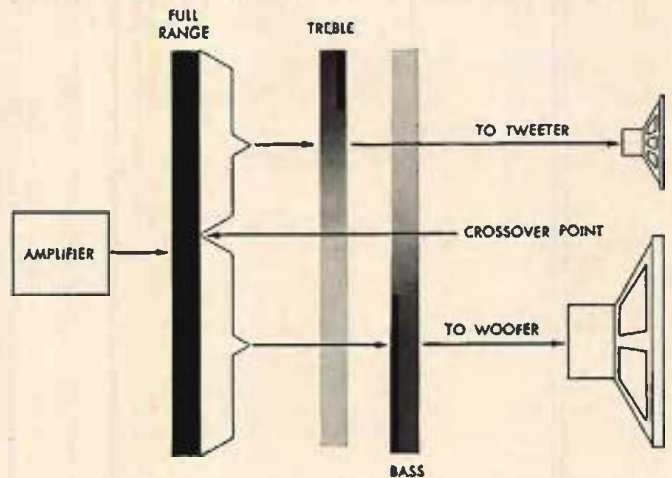 FULL
RANGE
TREBLE
TO TWEETER
AMPLIFIER
CROSSOVER POINT
TO WOOFER
BASS